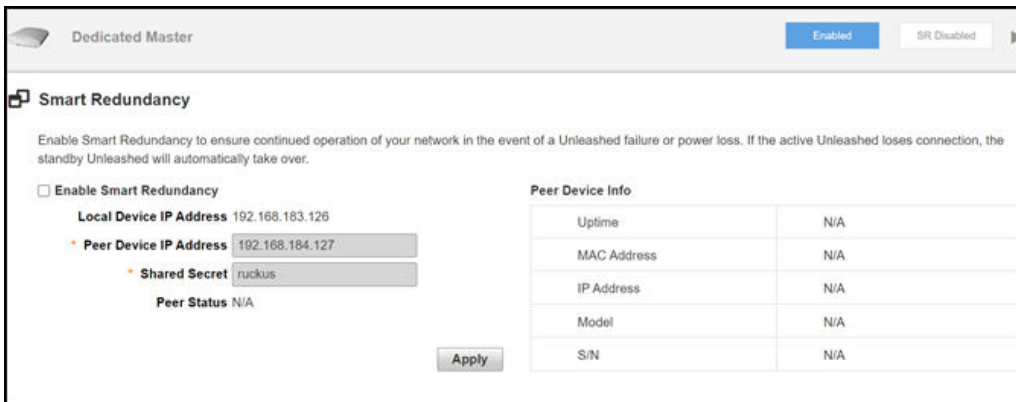 Dedicated Master
Enabled
SR Disabled
Smart Redundancy
Enable Smart Redundancy to ensure continued operation of your network in the event of a Unleashed failure or power loss. If the active Unleashed loses connection, the
standby Unleashed will automatically take over.
Enable Smart Redundancy
Local Device IP Address 192.168.183.126
* Peer Device IP Address 192.168.184.127
* Shared Secret ruckus
Peer Status N/A
Apply
Peer Device Info
Uptime N/A
MAC Address N/A
IP Address N/A
Model N/A
S/N N/A